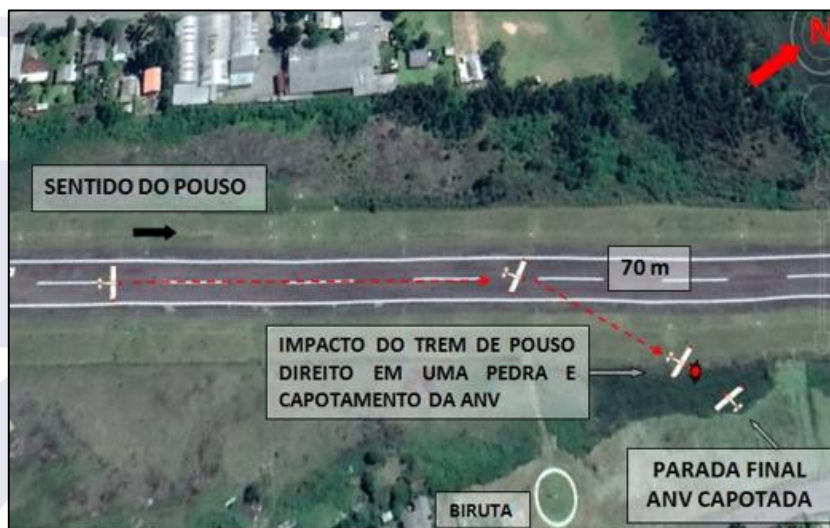 N
SENTIDO DO POUSO
70 m
IMPACTO DO TREM DE POUSO
DIREITO EM UMA PEDRA E
CAPOTAMENTO DA ANV
PARADA FINAL
ANV CAPOTADA
BIRUTA